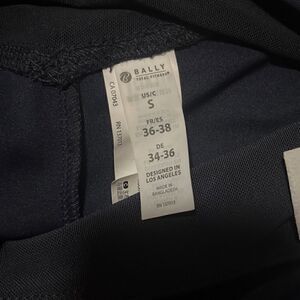 BALLY
TOTAL FITNESS
US/C
S
FR/ES
36-38
DE
34-36
DESIGNED IN
LOS ANGELES
MADE IN
BANGLADESH
CA 07043